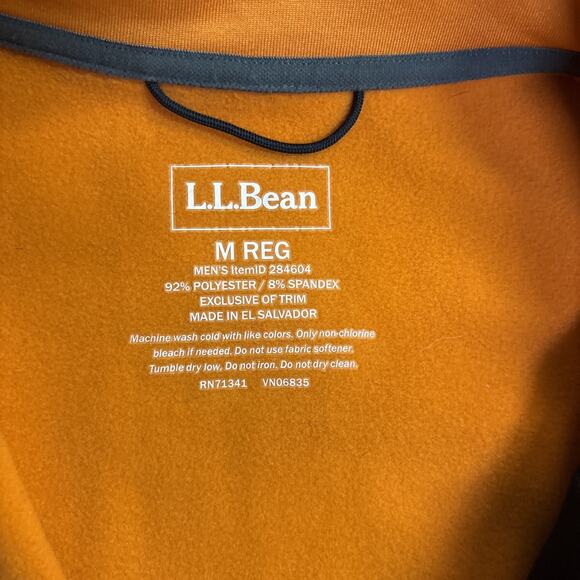 L.L.Bean
M REG
MEN'S ItemID 284604
92% POLYESTER / 8% SPANDEX
EXCLUSIVE OF TRIM
MADE IN EL SALVADOR
Machine wash cold with like colors. Only non-chlorine
bleach if needed. Do not use fabric softener.
Tumble dry low. Do not iron. Do not dry clean.
RN71341 VN06835